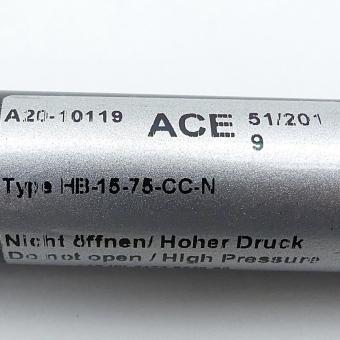 A20-10119 ACE 51/201
9
Type HB-15-75-CC-N
Nicht öffnen/ Hoher Druck
Do not open / High Pressure